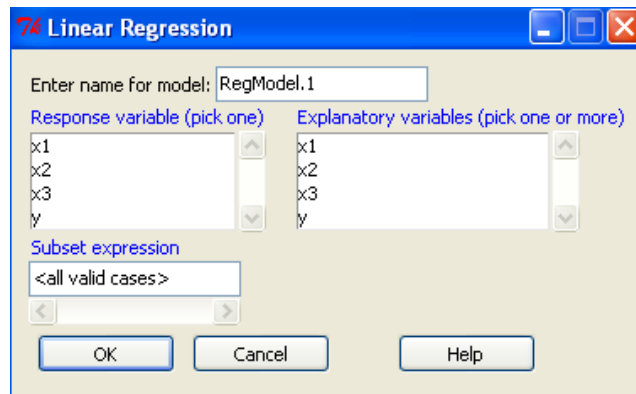 Linear Regression
Enter name for model: RegModel.1
Response variable (pick one)
x1
x2
x3
y
Explanatory variables (pick one or more)
x1
x2
x3
y
Subset expression
<all valid cases>
OK Cancel Help